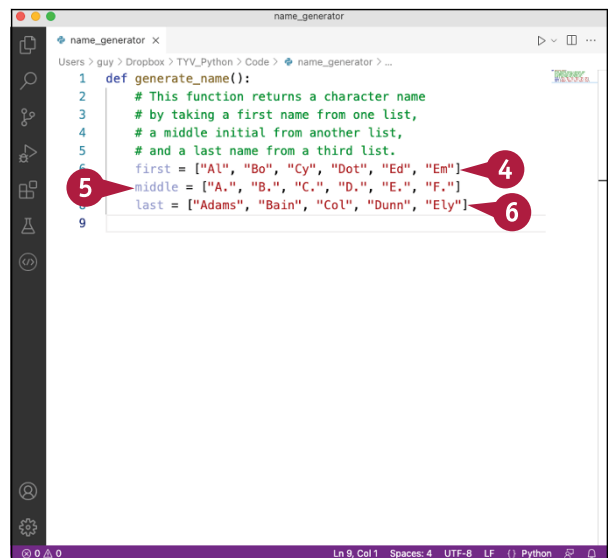 name_generator
name_generator ×
Users > guy > Dropbox > TYV_Python > Code > name_generator > ...
1 def generate_name():
2 # This function returns a character name
3 # by taking a first name from one list,
4 # a middle initial from another list,
5 # and a last name from a third list.
6 first = ["Al", "Bo", "Cy", "Dot", "Ed", "Em"] 4
5 middle = ["A.", "B.", "C.", "D.", "E.", "F."]
8 last = ["Adams", "Bain", "Col", "Dunn", "Ely"] 6
9
0 0 Ln 9, Col 1 Spaces: 4 UTF-8 LF () Python